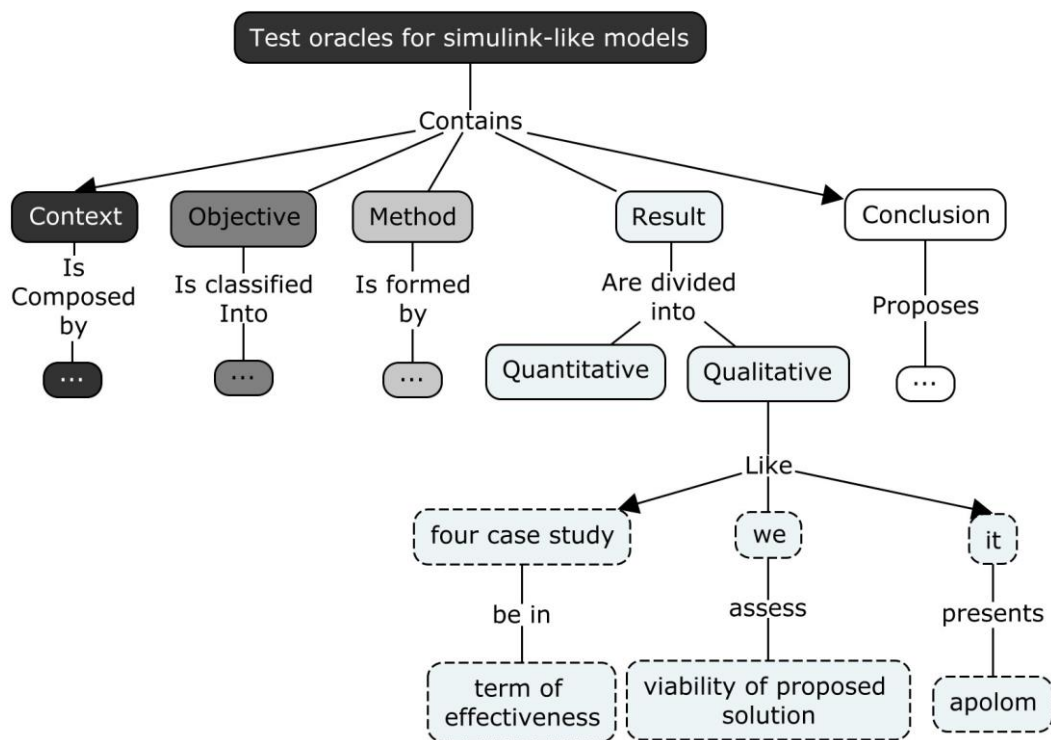 Test oracles for simulink-like models
Contains
Context
Objective
Method
Result
Conclusion
Is
Composed
by
Is classified
Into
Is formed
by
Are divided
into
Proposes
...
...
...
Quantitative
Qualitative
...
Like
four case study
we
it
be in
assess
presents
term of
effectiveness
viability of proposed
solution
apolom